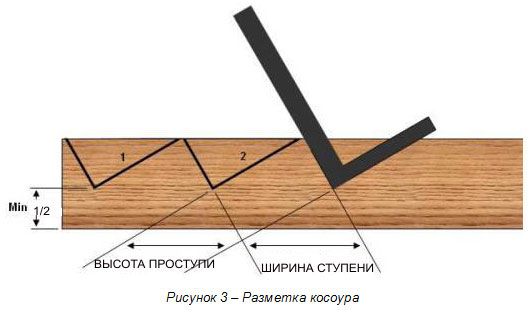 1
2
Min 1/2
ВЫСОТА ПРОСТУПИ
ШИРИНА СТУПЕНИ
Рисунок 3 – Разметка косоура